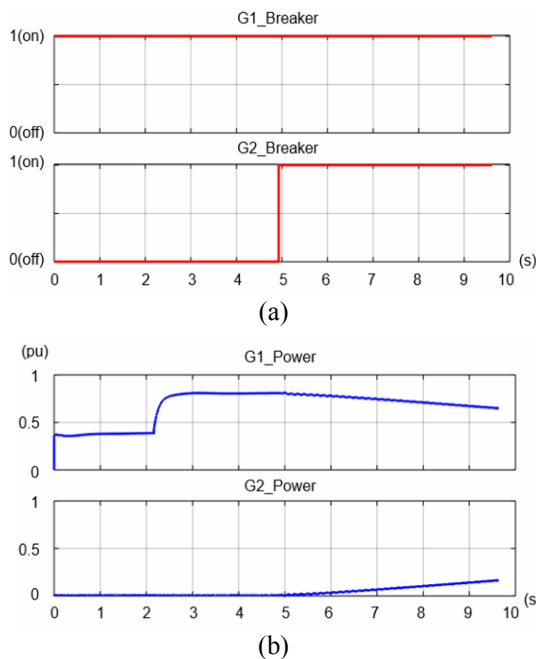 G1_Breaker
1(on)
0(off)
G2_Breaker
1(on)
0(off)
0 1 2 3 4 5 6 7 8 9 10 (s)
(a)
(pu)
G1_Power
1
0.5
0
G2_Power
1
0.5
0
0 1 2 3 4 5 6 7 8 9 10 (s
(b)